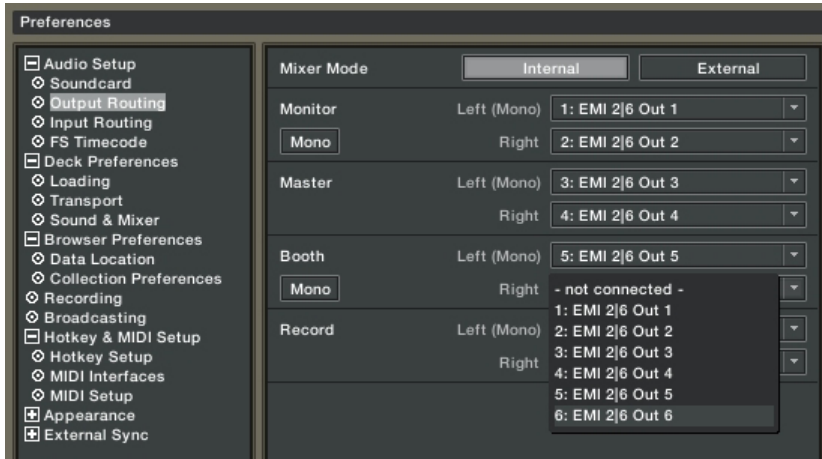 Preferences
Audio Setup
Soundcard
Output Routing
Input Routing
FS Timecode
Deck Preferences
Loading
Transport
Sound & Mixer
Browser Preferences
Data Location
Collection Preferences
Recording
Broadcasting
Hotkey & MIDI Setup
Hotkey Setup
MIDI Interfaces
MIDI Setup
Appearance
External Sync
Mixer Mode Internal External
Monitor Left (Mono) 1: EMI 2|6 Out 1
Mono Right 2: EMI 2|6 Out 2
Master Left (Mono) 3: EMI 2|6 Out 3
Right 4: EMI 2|6 Out 4
Booth Left (Mono) 5: EMI 2|6 Out 5
Mono Right
Record Left (Mono)
Right
- not connected -
1: EMI 2|6 Out 1
2: EMI 2|6 Out 2
3: EMI 2|6 Out 3
4: EMI 2|6 Out 4
5: EMI 2|6 Out 5
6: EMI 2|6 Out 6